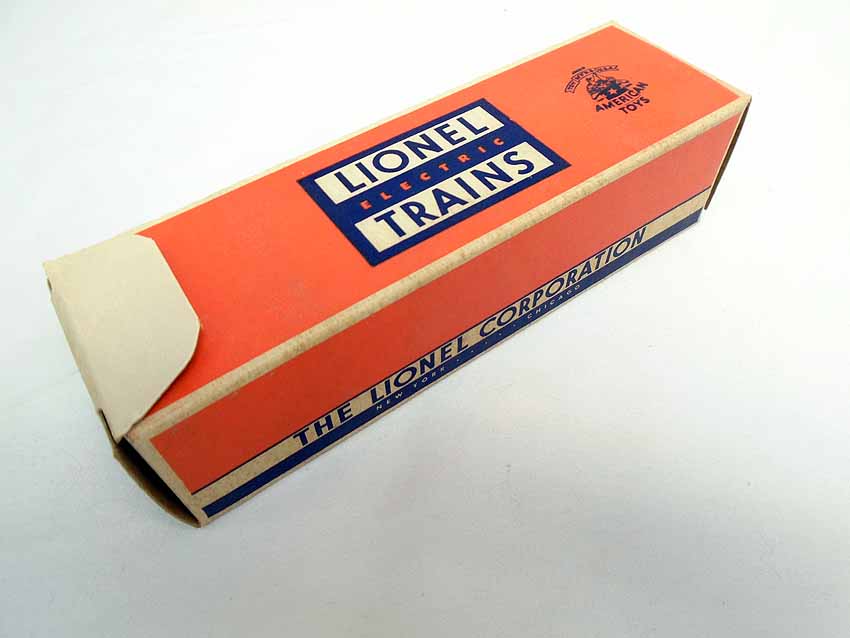 LIONEL
ELECTRIC
TRAINS
AMERICAN
TOYS
THE LIONEL CORPORATION
NEW YORK · · · · · CHICAGO